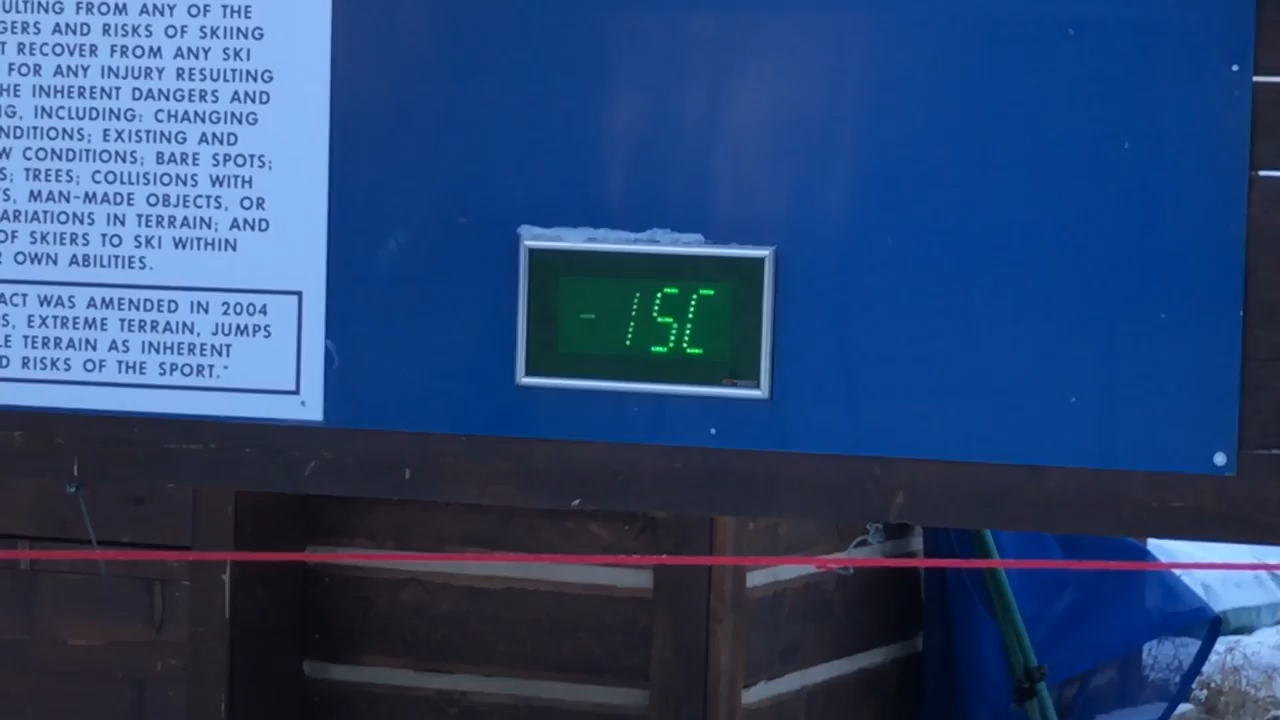 ULTING FROM ANY OF THE
GERS AND RISKS OF SKIING
T RECOVER FROM ANY SKI
FOR ANY INJURY RESULTING
HE INHERENT DANGERS AND
G, INCLUDING: CHANGING
NDITIONS; EXISTING AND
W CONDITIONS; BARE SPOTS;
S; TREES; COLLISIONS WITH
S, MAN-MADE OBJECTS, OR
ARIATIONS IN TERRAIN; AND
OF SKIERS TO SKI WITHIN
R OWN ABILITIES.
ACT WAS AMENDED IN 2004
S, EXTREME TERRAIN, JUMPS
LE TERRAIN AS INHERENT
D RISKS OF THE SPORT."
-15C